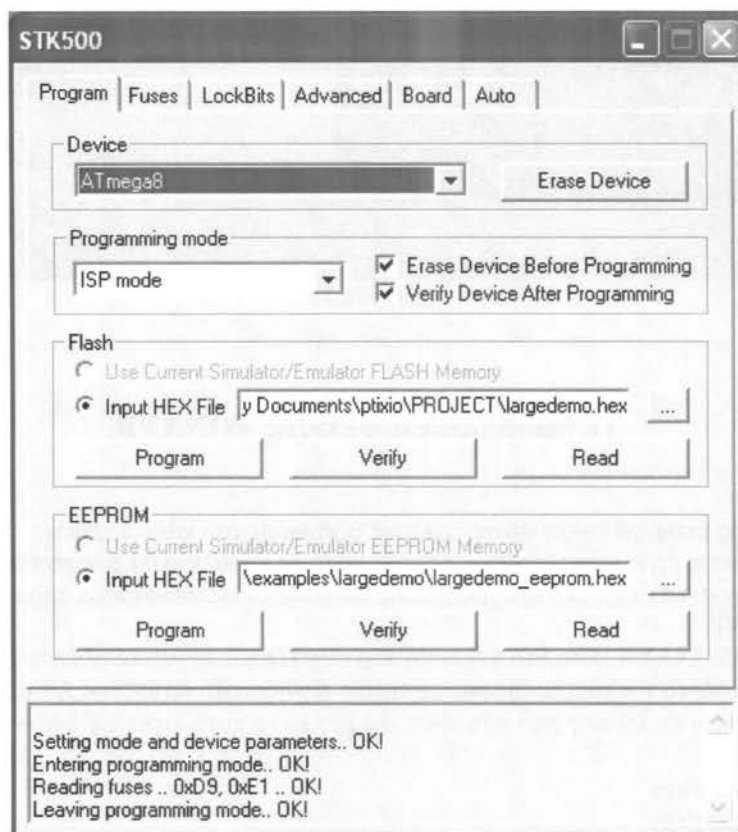 STK500
Program Fuses LockBits Advanced Board Auto
Device
ATmega8 Erase Device
Programming mode
ISP mode
Erase Device Before Programming
Verify Device After Programming
Flash
Use Current Simulator/Emulator FLASH Memory
Input HEX File y Documents\ptixio\PROJECT\largedemo.hex ...
Program Verify Read
EEPROM
Use Current Simulator/Emulator EEPROM Memory
Input HEX File \examples\largedemo\largedemo_eeprom.hex ...
Program Verify Read
Setting mode and device parameters.. OK!
Entering programming mode.. OK!
Reading fuses .. 0xD9, 0xE1 .. OK!
Leaving programming mode.. OK!